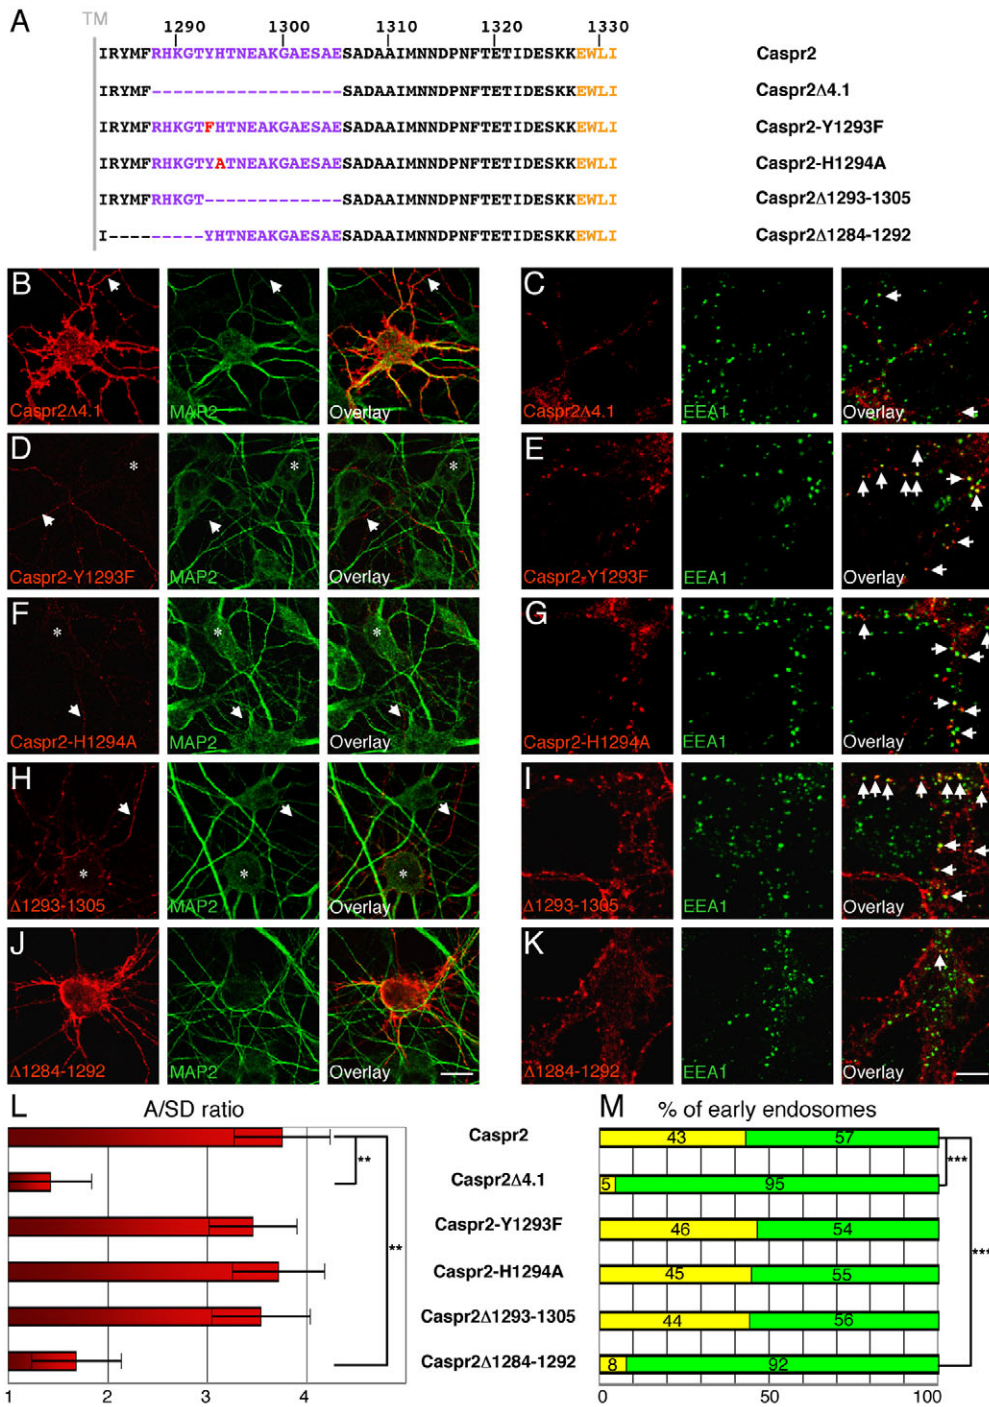 A
TM
1290 1300 1310 1320 1330
IRYMFRHKGTYHTNEAKGAESAESADAAIMNNDPNFTETIDESKKEWLI Caspr2
IRYMF------------------SADAAIMNNDPNFTETIDESKKEWLI Caspr2Δ4.1
IRYMFRHKGTFHTNEAKGAESAESADAAIMNNDPNFTETIDESKKEWLI Caspr2-Y1293F
IRYMFRHKGTYATNEAKGAESAESADAAIMNNDPNFTETIDESKKEWLI Caspr2-H1294A
IRYMFRHKGT-------------SADAAIMNNDPNFTETIDESKKEWLI Caspr2Δ1293-1305
I---------YHTNEAKGAESAESADAAIMNNDPNFTETIDESKKEWLI Caspr2Δ1284-1292
B C
Caspr2Δ4.1 MAP2 Overlay Caspr2Δ4.1 EEA1 Overlay
D * * * E
Caspr2-Y1293F MAP2 Overlay Caspr2-Y1293F EEA1 Overlay
F * * * G
Caspr2-H1294A MAP2 Overlay Caspr2-H1294A EEA1 Overlay
H * * * I
Δ1293-1305 MAP2 Overlay Δ1293-1305 EEA1 Overlay
J K
Δ1284-1292 MAP2 Overlay Δ1284-1292 EEA1 Overlay
L A/SD ratio M % of early endosomes
Caspr2 43 57
** ***
Caspr2Δ4.1 5 95
Caspr2-Y1293F 46 54
** ***
Caspr2-H1294A 45 55
Caspr2Δ1293-1305 44 56
Caspr2Δ1284-1292 8 92
1 2 3 4 0 50 100